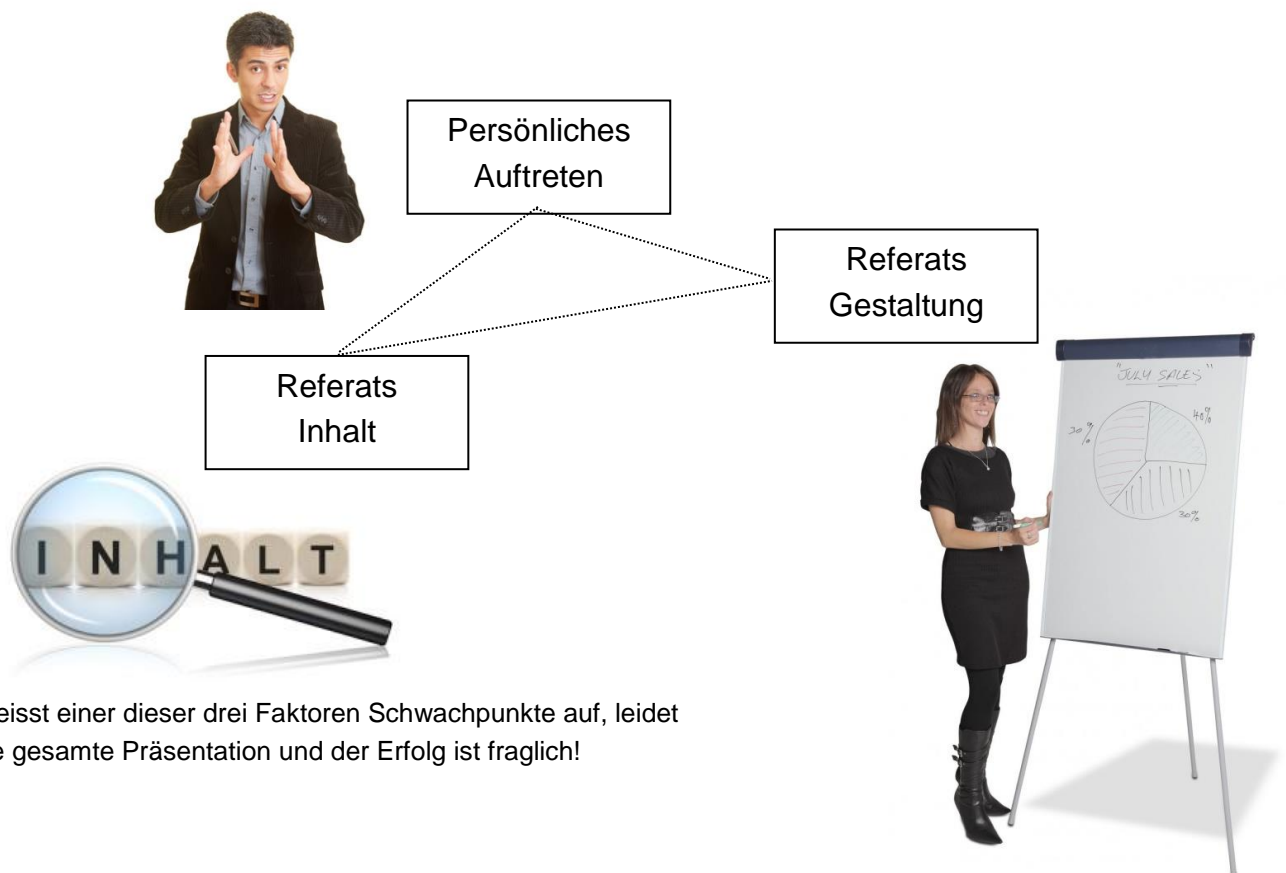 Persönliches
Auftreten
Referats
Gestaltung
Referats
Inhalt
"JULY SALES"
40%
30%
30%
INHALT
eisst einer dieser drei Faktoren Schwachpunkte auf, leidet
e gesamte Präsentation und der Erfolg ist fraglich!